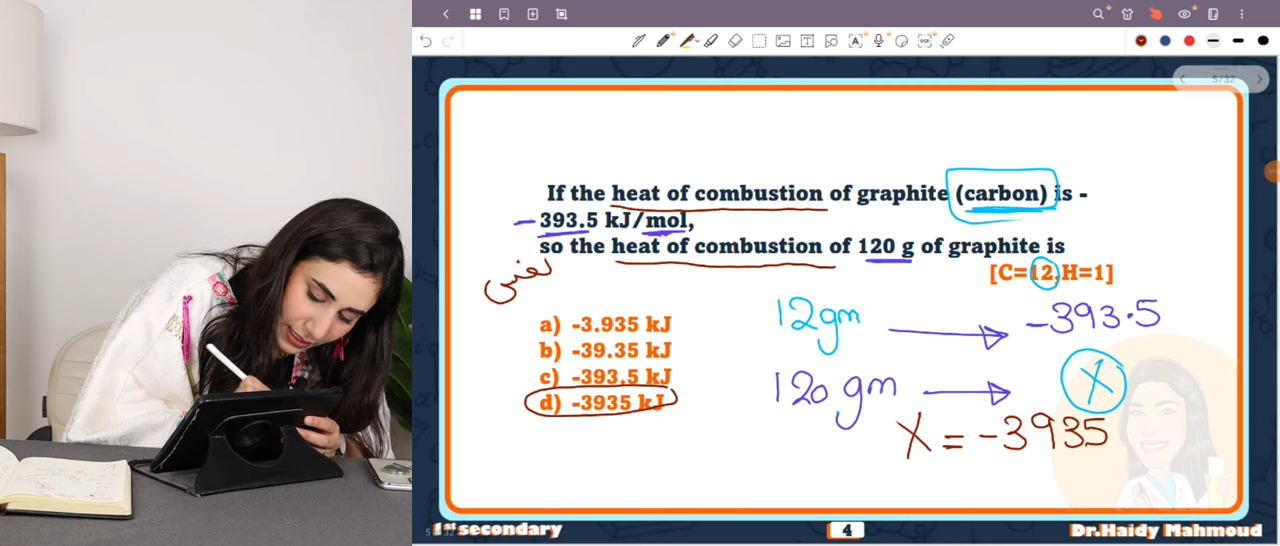 5/32
If the heat of combustion of graphite (carbon) is -
393.5 kJ/mol,
so the heat of combustion of 120 g of graphite is
[C=12,H=1]
a) -3.935 kJ
b) -39.35 kJ
c) -393.5 kJ
d) -3935 kJ
12gm → -393.5
120 gm → X
X = -3935
1st secondary
4
Dr.Haidy Mahmoud